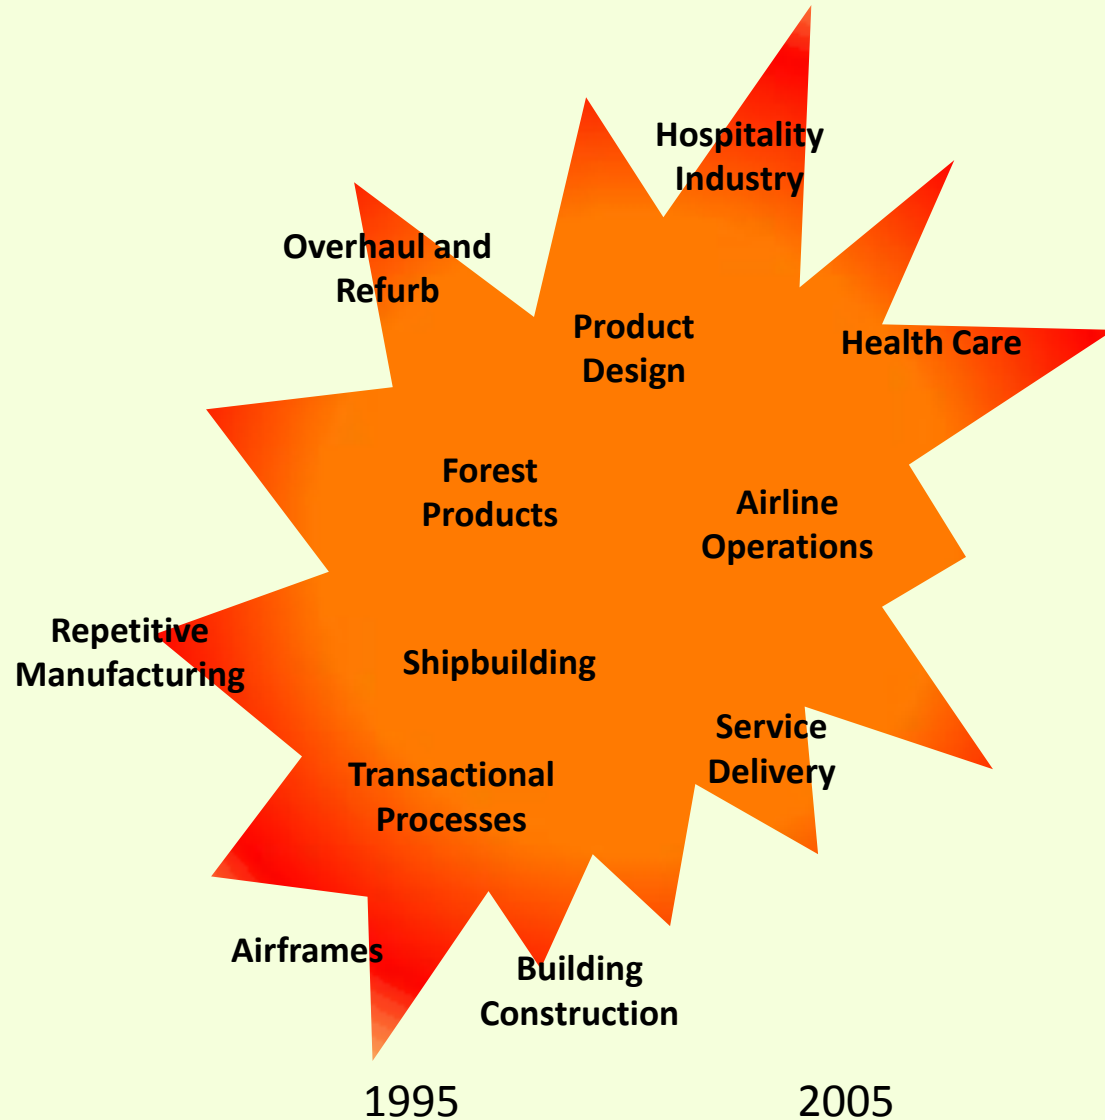 Hospitality
Industry
Overhaul and
Refurb
Product
Design
Health Care
Forest
Products
Airline
Operations
Repetitive
Manufacturing
Shipbuilding
Service
Delivery
Transactional
Processes
Airframes
Building
Construction
1995
2005